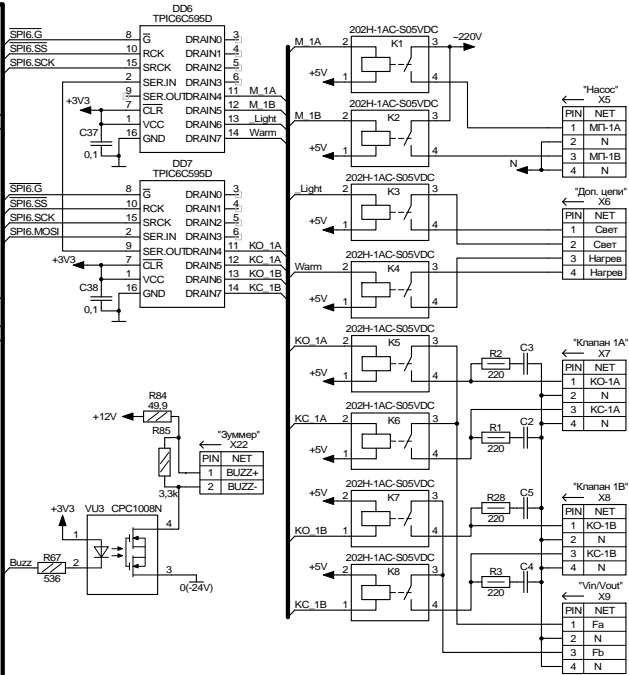 DD6
TPIC6C595D
SPI6.G 8 G DRAIN0 3
SPI6.SS 10 RCK DRAIN1 4
SPI6.SCK 15 SRCK DRAIN2 5
2 SER.IN DRAIN3 6
9 SER.OUT DRAIN4 11 M_1A
+3V3 7 CLR DRAIN5 12 M_1B
1 VCC DRAIN6 13 _Light
16 GND DRAIN7 14 Warm
C37
0,1
DD7
TPIC6C595D
SPI6.G 8 G DRAIN0 3
SPI6.SS 10 RCK DRAIN1 4
SPI6.SCK 15 SRCK DRAIN2 5
SPI6.MOSI 2 SER.IN DRAIN3 6
9 SER.OUT DRAIN4 11 KO_1A
+3V3 7 CLR DRAIN5 12 KC_1A
1 VCC DRAIN6 13 KO_1B
16 GND DRAIN7 14 KC_1B
C38
0,1
R84
49,9
+12V
R85
3,3k
"Зуммер"
X22
PIN NET
1 BUZZ+
2 BUZZ-
+3V3 VU3 CPC1008N
1 4
Buzz R67 2 3
536
0(-24V)
202H-1AC-S05VDC
M_1A 2 K1 3 ~220V
+5V 1 4
202H-1AC-S05VDC
M_1B 2 K2 3
+5V 1 4
202H-1AC-S05VDC
_Light 2 K3 3
+5V 1 4
202H-1AC-S05VDC
Warm 2 K4 3
+5V 1 4
202H-1AC-S05VDC
KO_1A 2 K5 3
+5V 1 4
202H-1AC-S05VDC
KC_1A 2 K6 3
+5V 1 4
202H-1AC-S05VDC
+5V 2 K7 3
KO_1B 1 4
202H-1AC-S05VDC
+5V 2 K8 3
KC_1B 1 4
R2 C3
220
R1 C2
220
R28 C5
220
R3 C4
220
"Насос"
X5
PIN NET
1 МП-1А
2 N
3 МП-1В
N 4 N
"Доп. цепи"
X6
PIN NET
1 Свет
2 Свет
3 Нагрев
4 Нагрев
"Клапан 1А"
X7
PIN NET
1 КО-1А
2 N
3 КС-1А
4 N
"Клапан 1В"
X8
PIN NET
1 КО-1В
2 N
3 КС-1В
4 N
"Vin/Vout"
X9
PIN NET
1 Fa
2 N
3 Fb
4 N